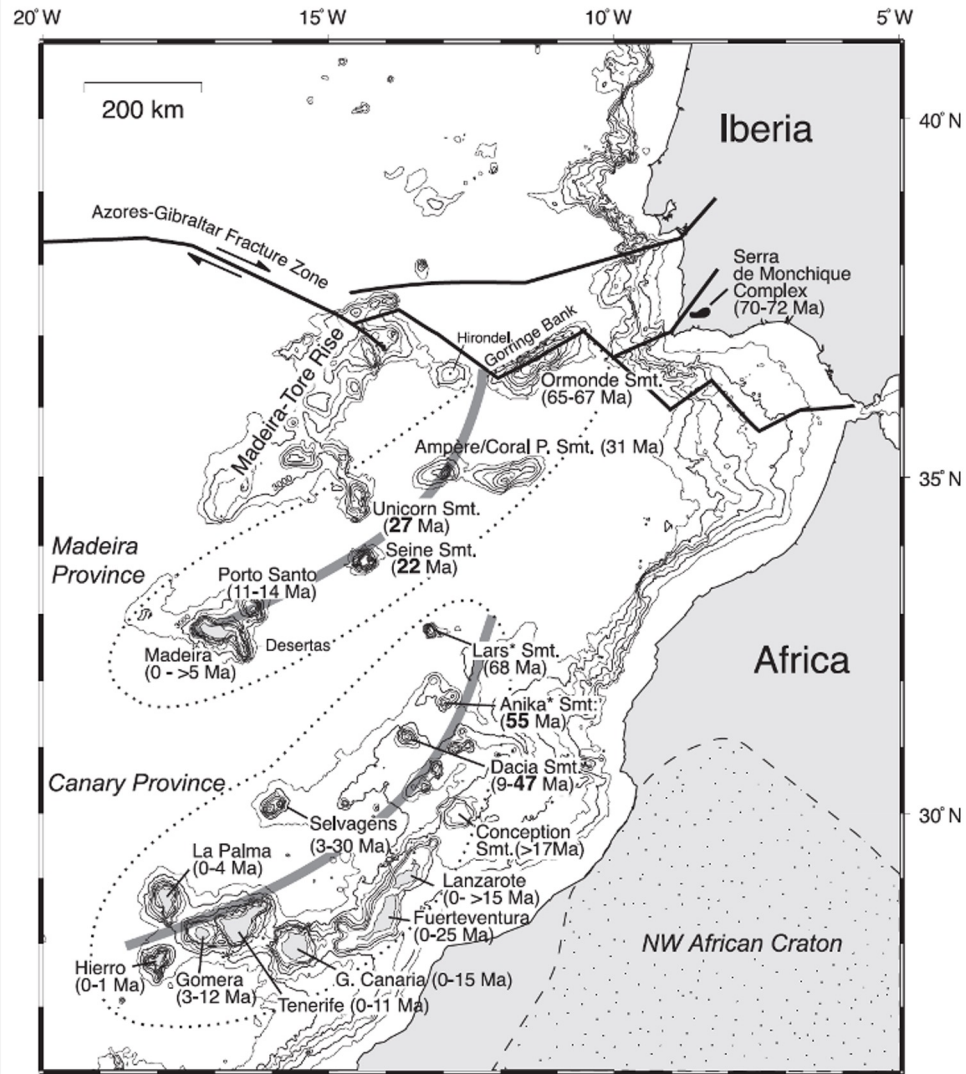 20°W
15°W
10°W
5°W
200 km
Iberia
40°N
Azores-Gibraltar Fracture Zone
Serra
de Monchique
Complex
(70-72 Ma)
Hirondel.
Gorringe Bank
Madeira-Tore Rise
Ormonde Smt.
(65-67 Ma)
Ampère/Coral P. Smt. (31 Ma)
35°N
3000
Unicorn Smt.
(27 Ma)
Seine Smt.
(22 Ma)
Madeira
Province
Porto Santo
(11-14 Ma)
Desertas
Madeira
(0 - >5 Ma)
Lars* Smt.
(68 Ma)
Africa
Anika* Smt.
(55 Ma)
Canary Province
Dacia Smt.
(9-47 Ma)
30°N
Selvagens
(3-30 Ma)
Conception
Smt.(>17Ma)
La Palma
(0-4 Ma)
Lanzarote
(0- >15 Ma)
Fuerteventura
(0-25 Ma)
NW African Craton
Hierro
(0-1 Ma)
Gomera
(3-12 Ma)
G. Canaria (0-15 Ma)
Tenerife (0-11 Ma)